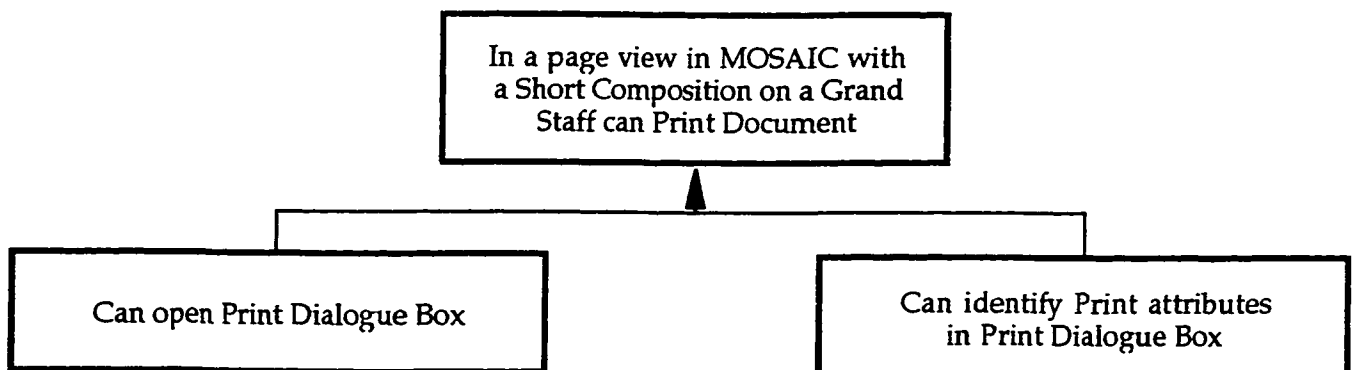 In a page view in MOSAIC with
a Short Composition on a Grand
Staff can Print Document
Can open Print Dialogue Box
Can identify Print attributes
in Print Dialogue Box